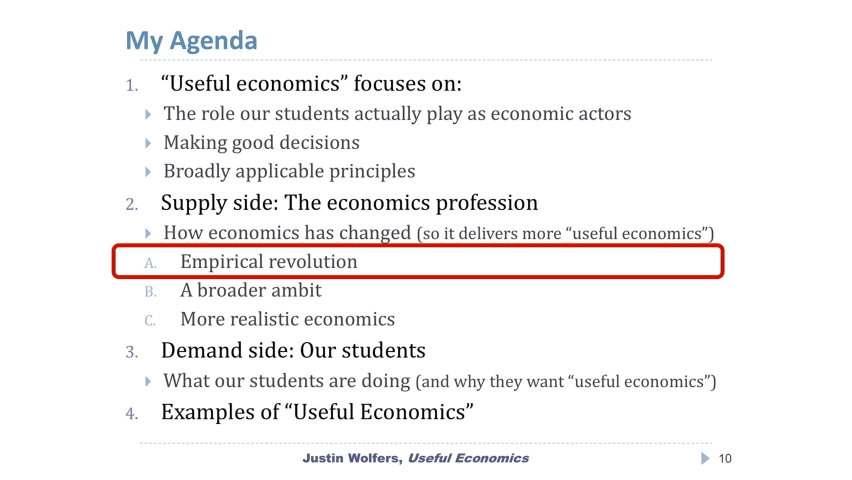 My Agenda
1. “Useful economics” focuses on:
The role our students actually play as economic actors
Making good decisions
Broadly applicable principles
2. Supply side: The economics profession
How economics has changed (so it delivers more “useful economics”)
A. Empirical revolution
B. A broader ambit
C. More realistic economics
3. Demand side: Our students
What our students are doing (and why they want “useful economics”)
4. Examples of “Useful Economics”
Justin Wolfers, Useful Economics
10